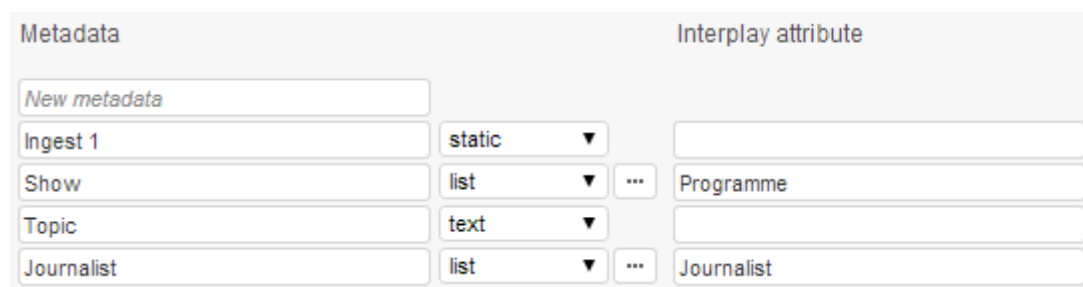 Metadata Interplay attribute
New metadata
Ingest 1 static
Show list ... Programme
Topic text
Journalist list ... Journalist